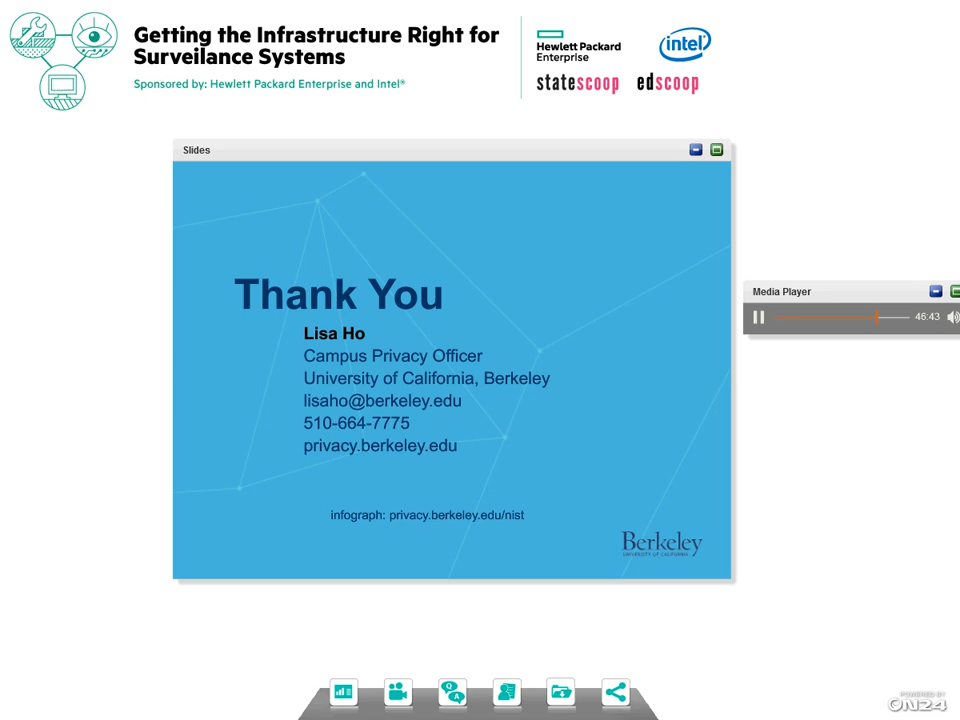 Getting the Infrastructure Right for
Surveilance Systems
Sponsored by: Hewlett Packard Enterprise and Intel®
Hewlett Packard
Enterprise
intel®
statescoop edscoop
Slides
Thank You
Lisa Ho
Campus Privacy Officer
University of California, Berkeley
lisaho@berkeley.edu
510-664-7775
privacy.berkeley.edu
infograph: privacy.berkeley.edu/nist
Berkeley
UNIVERSITY OF CALIFORNIA
Media Player
46:43
Q
A
POWERED BY
ON24